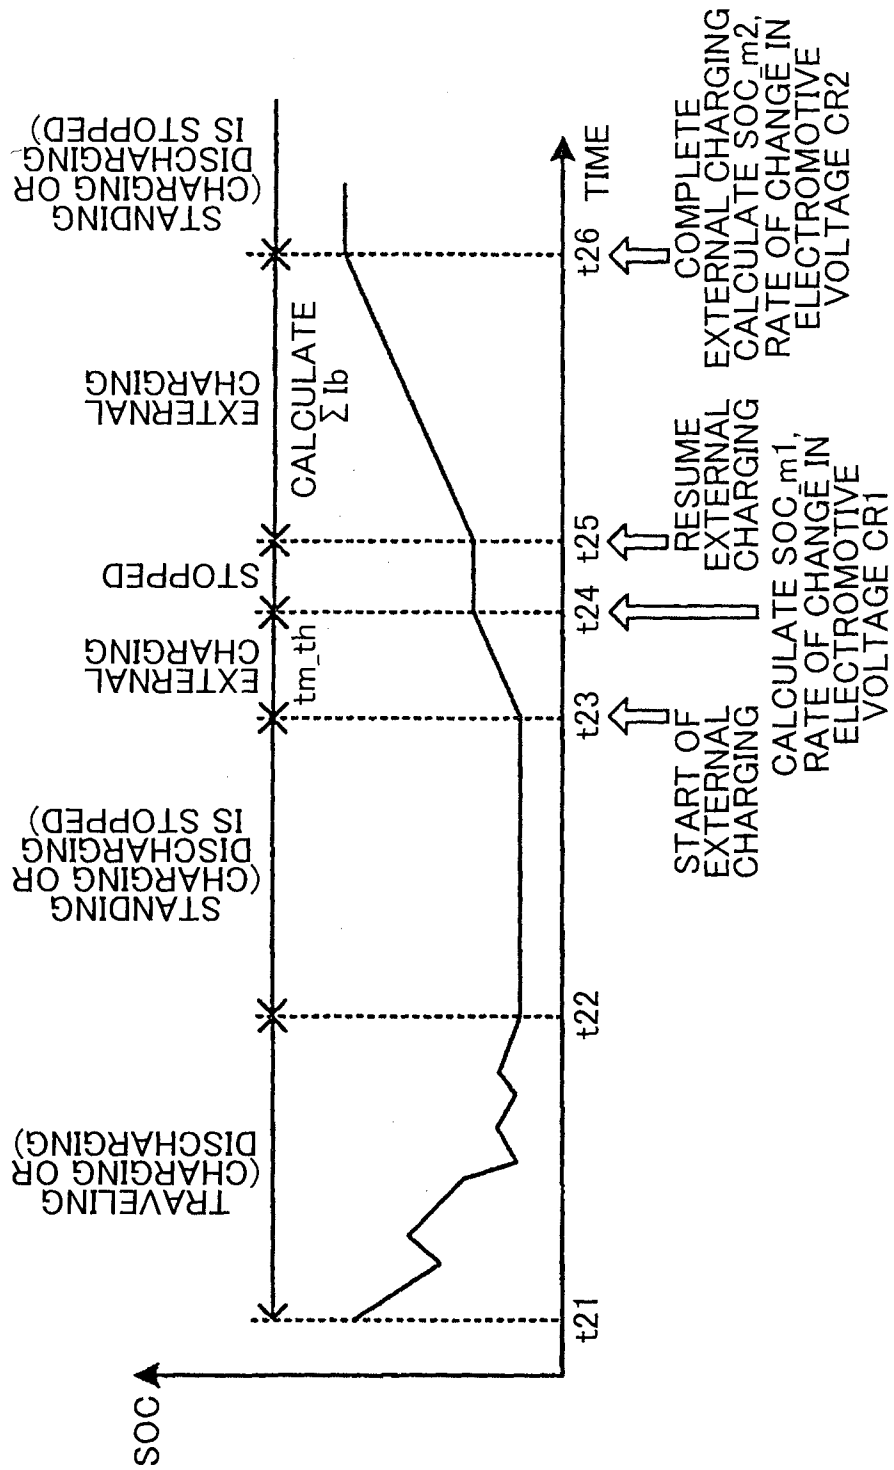 SOC
TRAVELING
(CHARGING OR
DISCHARGING)
STANDING
(CHARGING OR
DISCHARGING
IS STOPPED)
EXTERNAL
CHARGING
STOPPED
EXTERNAL
CHARGING
STANDING
(CHARGING OR
DISCHARGING
IS STOPPED)
tm_th
CALCULATE
Σ Ib
t21
t22
t23
t24
t25
t26
TIME
START OF
EXTERNAL
CHARGING
CALCULATE SOC_m1,
RATE OF CHANGE IN
ELECTROMOTIVE
VOLTAGE CR1
RESUME
EXTERNAL
CHARGING
COMPLETE
EXTERNAL CHARGING
CALCULATE SOC_m2,
RATE OF CHANGE IN
ELECTROMOTIVE
VOLTAGE CR2